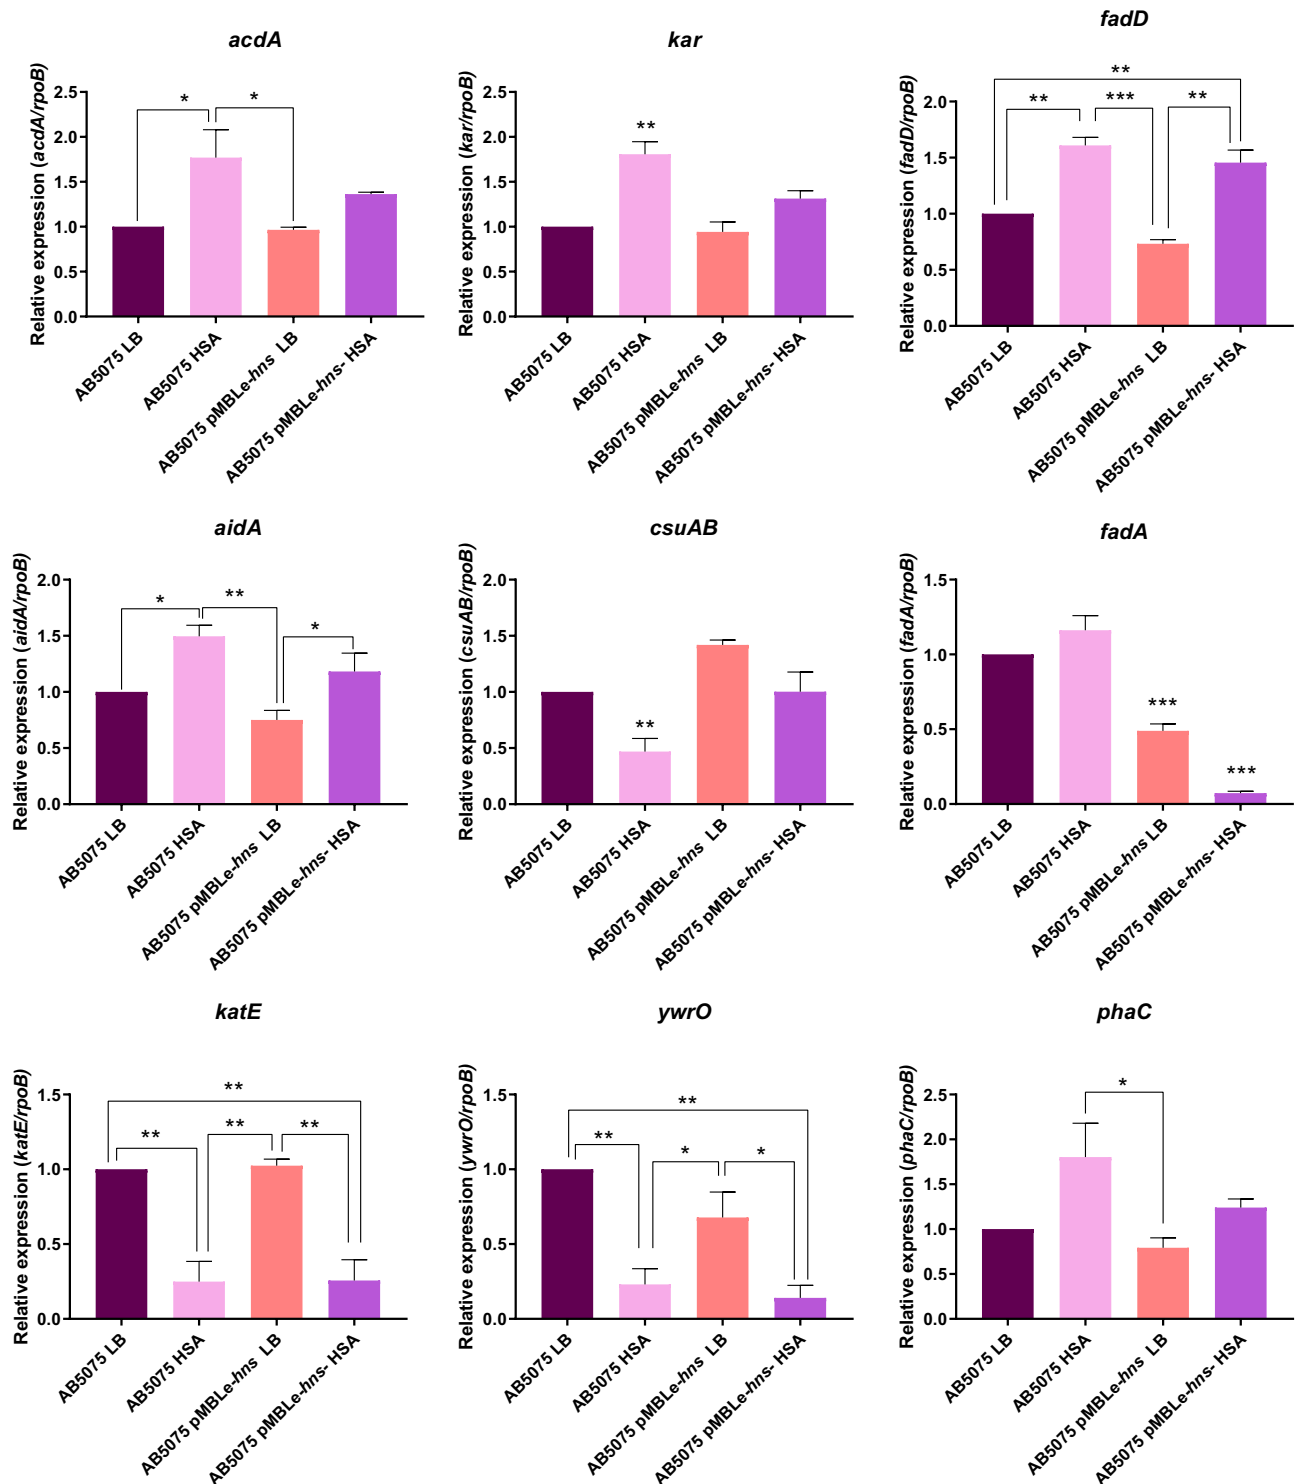 acdA
Relative expression (acdA/rpoB)
2.5
2.0
1.5
1.0
0.5
0.0
*
*
AB5075 LB
AB5075 HSA
AB5075 pMBLe-hns LB
AB5075 pMBLe-hns- HSA
kar
Relative expression (kar/rpoB)
2.5
2.0
1.5
1.0
0.5
0.0
**
AB5075 LB
AB5075 HSA
AB5075 pMBLe-hns LB
AB5075 pMBLe-hns- HSA
fadD
Relative expression (fadD/rpoB)
2.0
1.5
1.0
0.5
0.0
**
**
***
**
AB5075 LB
AB5075 HSA
AB5075 pMBLe-hns LB
AB5075 pMBLe-hns- HSA
aidA
Relative expression (aidA/rpoB)
2.0
1.5
1.0
0.5
0.0
*
**
*
AB5075 LB
AB5075 HSA
AB5075 pMBLe-hns LB
AB5075 pMBLe-hns- HSA
csuAB
Relative expression (csuAB/rpoB)
2.0
1.5
1.0
0.5
0.0
**
AB5075 LB
AB5075 HSA
AB5075 pMBLe-hns LB
AB5075 pMBLe-hns- HSA
fadA
Relative expression (fadA/rpoB)
1.5
1.0
0.5
0.0
***
***
AB5075 LB
AB5075 HSA
AB5075 pMBLe-hns LB
AB5075 pMBLe-hns- HSA
katE
Relative expression (katE/rpoB)
1.5
1.0
0.5
0.0
**
**
**
**
AB5075 LB
AB5075 HSA
AB5075 pMBLe-hns LB
AB5075 pMBLe-hns- HSA
ywrO
Relative expression (ywrO/rpoB)
1.5
1.0
0.5
0.0
**
**
*
*
AB5075 LB
AB5075 HSA
AB5075 pMBLe-hns LB
AB5075 pMBLe-hns- HSA
phaC
Relative expression (phaC/rpoB)
2.5
2.0
1.5
1.0
0.5
0.0
*
AB5075 LB
AB5075 HSA
AB5075 pMBLe-hns LB
AB5075 pMBLe-hns- HSA